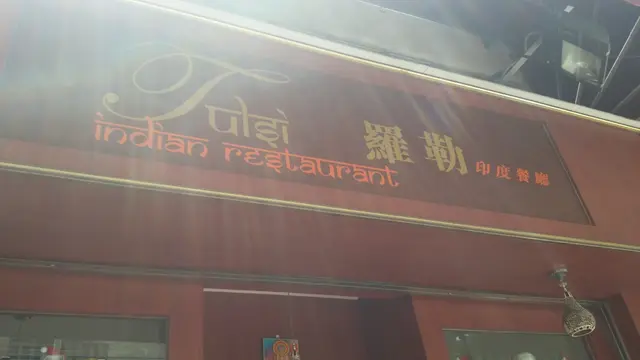 Tulsi
indian restaurant
羅勒 印度餐廳